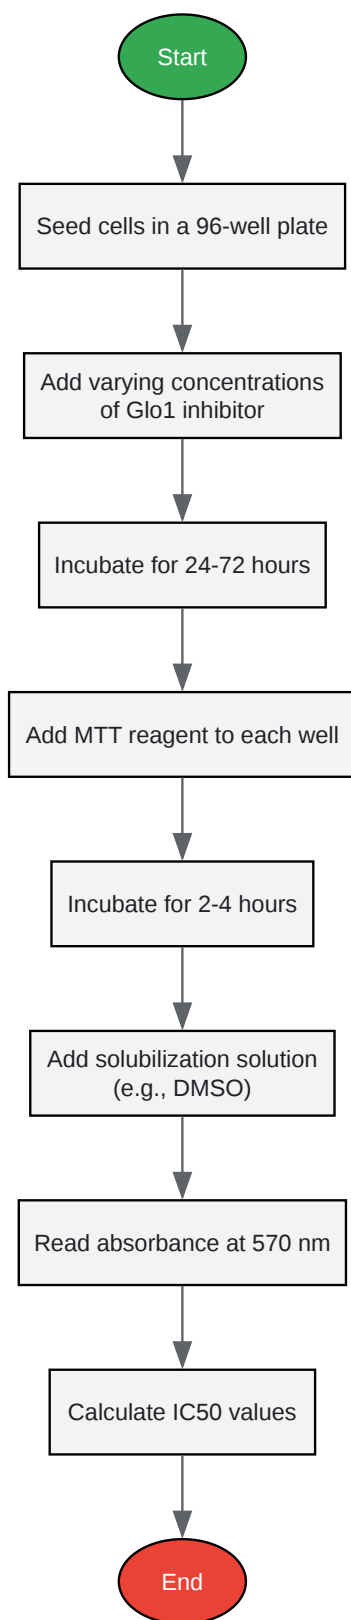 Start
Seed cells in a 96-well plate
Add varying concentrations
of Glo1 inhibitor
Incubate for 24-72 hours
Add MTT reagent to each well
Incubate for 2-4 hours
Add solubilization solution
(e.g., DMSO)
Read absorbance at 570 nm
Calculate IC50 values
End